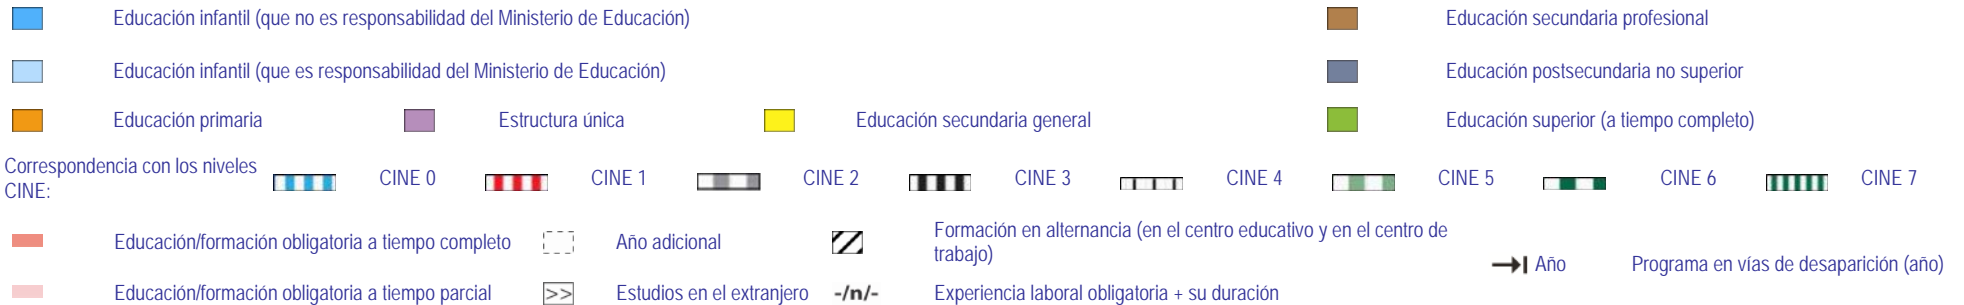 Educación infantil (que no es responsabilidad del Ministerio de Educación) Educación secundaria profesional
Educación infantil (que es responsabilidad del Ministerio de Educación) Educación postsecundaria no superior
Educación primaria Estructura única Educación secundaria general Educación superior (a tiempo completo)
Correspondencia con los niveles
CINE: CINE 0 CINE 1 CINE 2 CINE 3 CINE 4 CINE 5 CINE 6 CINE 7
Educación/formación obligatoria a tiempo completo Año adicional Formación en alternancia (en el centro educativo y en el centro de
trabajo) Año Programa en vías de desaparición (año)
Educación/formación obligatoria a tiempo parcial >> Estudios en el extranjero -/n/- Experiencia laboral obligatoria + su duración